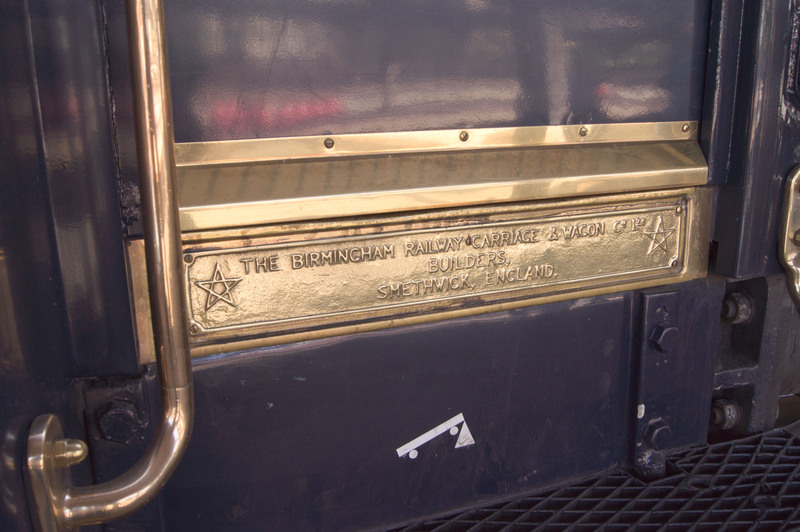 THE BIRMINGHAM RAILWAY CARRIAGE & WAGON Co LTD
BUILDERS,
SMETHWICK, ENGLAND.